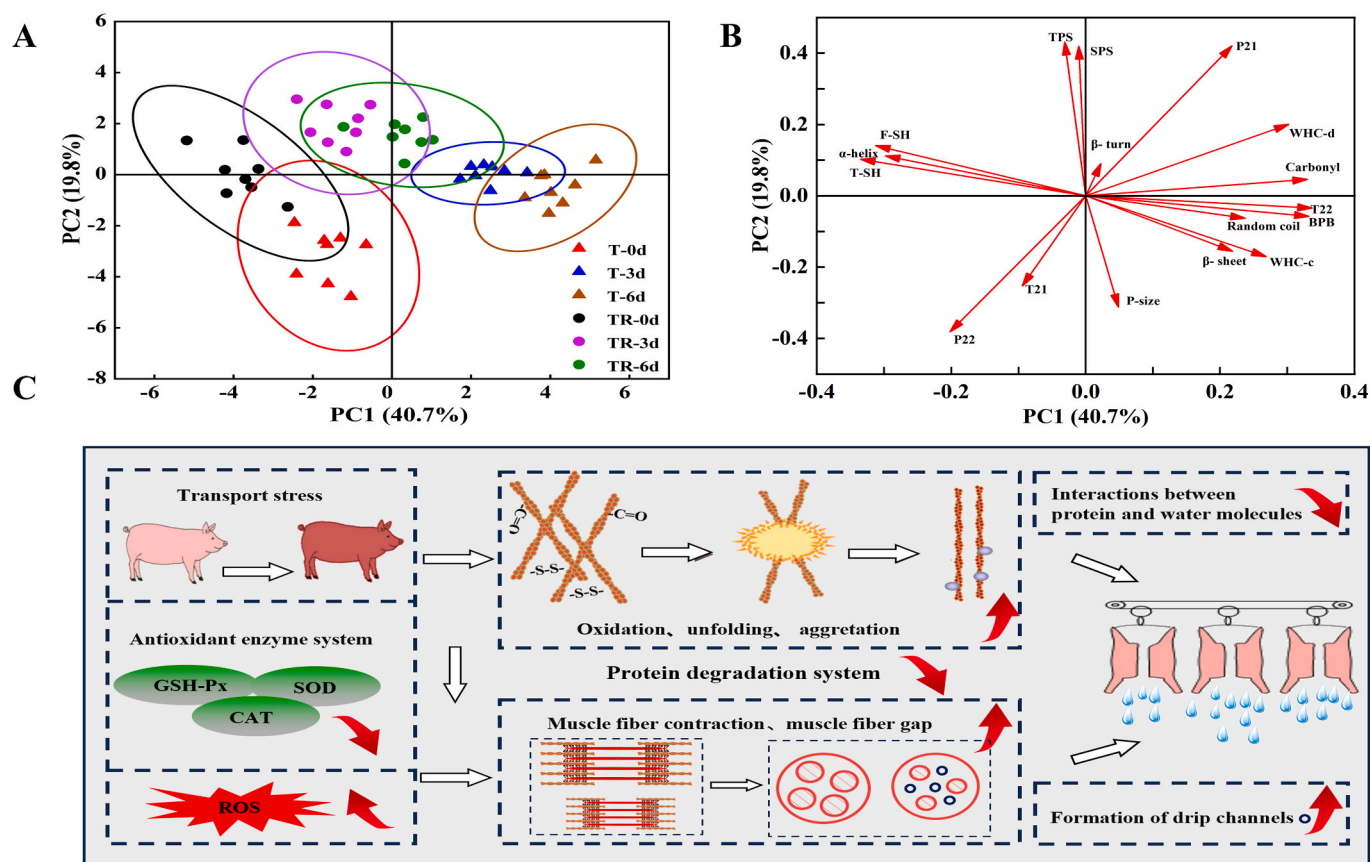 A
PC2 (19.8%)
6
4
2
0
-2
-4
-6
-8
-6
-4
-2
0
2
4
6
PC1 (40.7%)
T-0d
T-3d
T-6d
TR-0d
TR-3d
TR-6d
B
PC2 (19.8%)
0.4
0.2
0.0
-0.2
-0.4
-0.4
-0.2
0.0
0.2
0.4
PC1 (40.7%)
TPS
SPS
P21
F-SH
α-helix
T-SH
β- turn
WHC-d
Carbonyl
T22
BPB
Random coil
β- sheet
WHC-c
T21
P-size
P22
C
Transport stress
Antioxidant enzyme system
GSH-Px
SOD
CAT
ROS
O=C-
-C=O
-S-S-
-S-S-
Oxidation、unfolding、 aggretation
Protein degradation system
Muscle fiber contraction、muscle fiber gap
Interactions between
protein and water molecules
Formation of drip channels